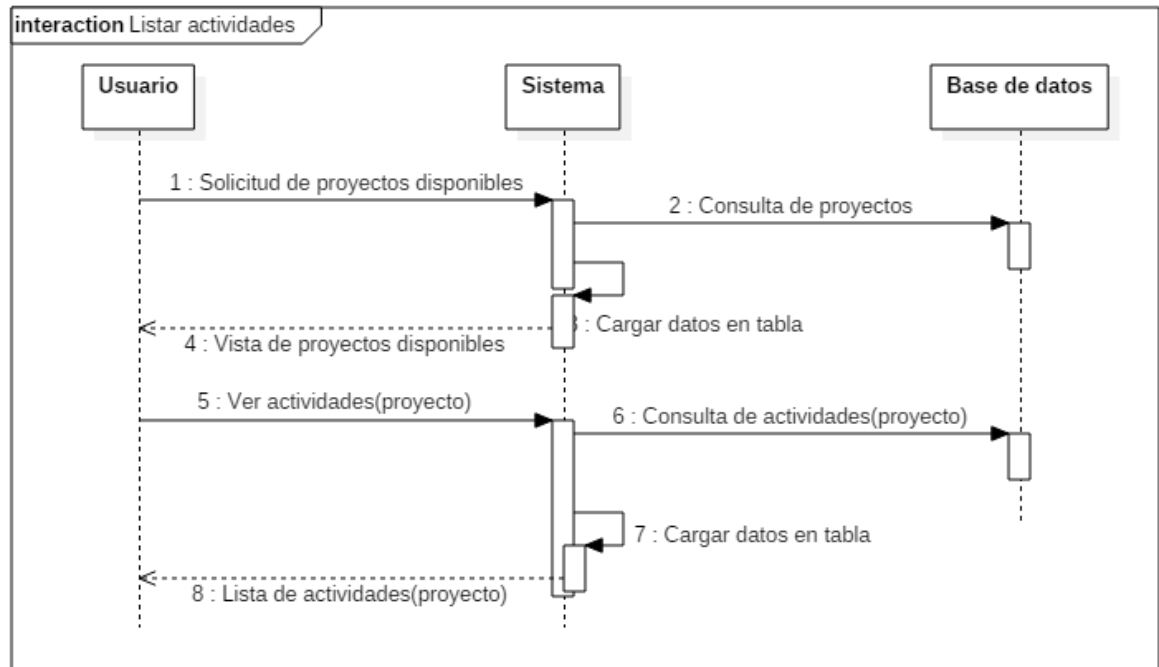 interaction Listar actividades
Usuario
Sistema
Base de datos
1 : Solicitud de proyectos disponibles
2 : Consulta de proyectos
3 : Cargar datos en tabla
4 : Vista de proyectos disponibles
5 : Ver actividades(proyecto)
6 : Consulta de actividades(proyecto)
7 : Cargar datos en tabla
8 : Lista de actividades(proyecto)